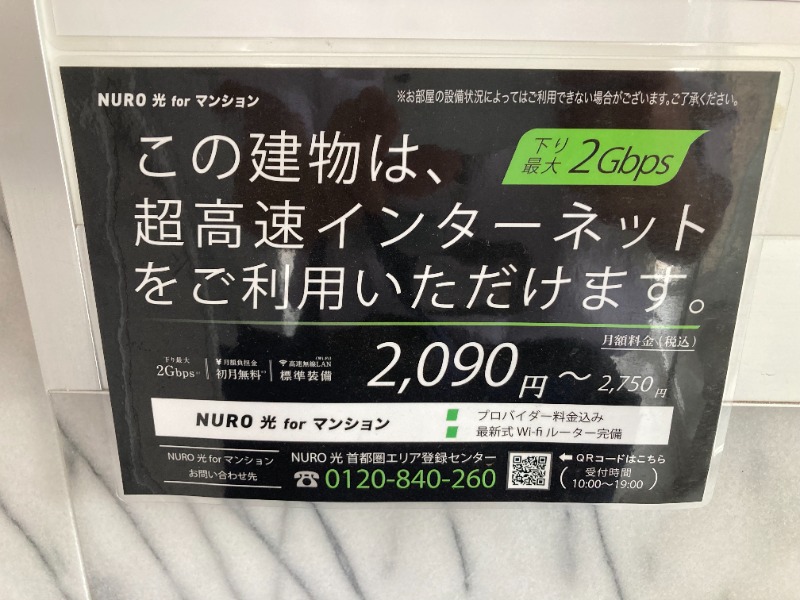 NURO 光 for マンション
※お部屋の設備状況によってはご利用できない場合がございます。ご了承ください。
この建物は、
下り最大 2Gbps
超高速インターネット
をご利用いただけます。
月額料金(税込)
下り最大 2Gbps
¥月額負担金 初月無料
高速無線LAN (Wi-Fi) 標準装備
2,090円〜2,750円
NURO 光 for マンション
プロバイダー料金込み
最新式 Wi-fi ルーター完備
NURO 光 for マンション
お問い合わせ先
NURO 光 首都圏エリア登録センター
0120-840-260
QRコードはこちら
受付時間
10:00〜19:00